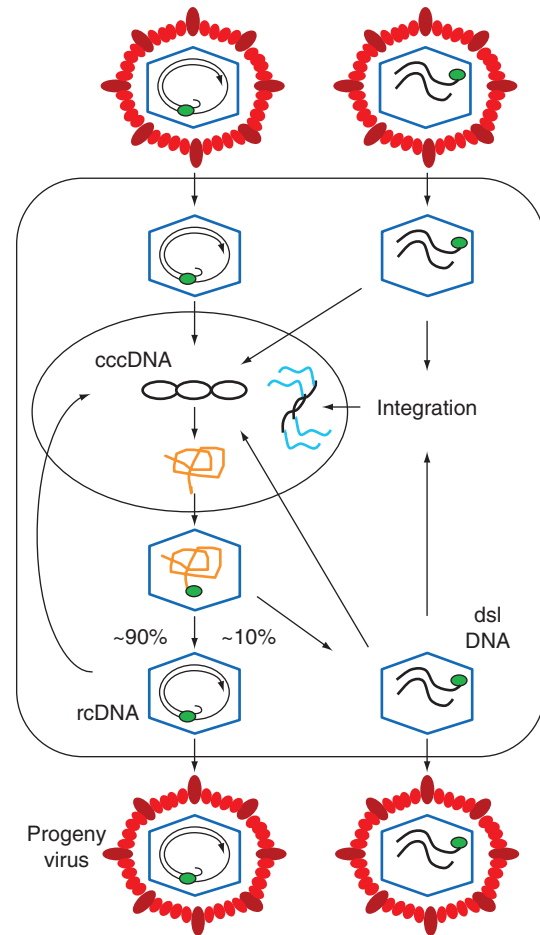 cccDNA
Integration
~90%
~10%
dsl
DNA
rcDNA
Progeny
virus